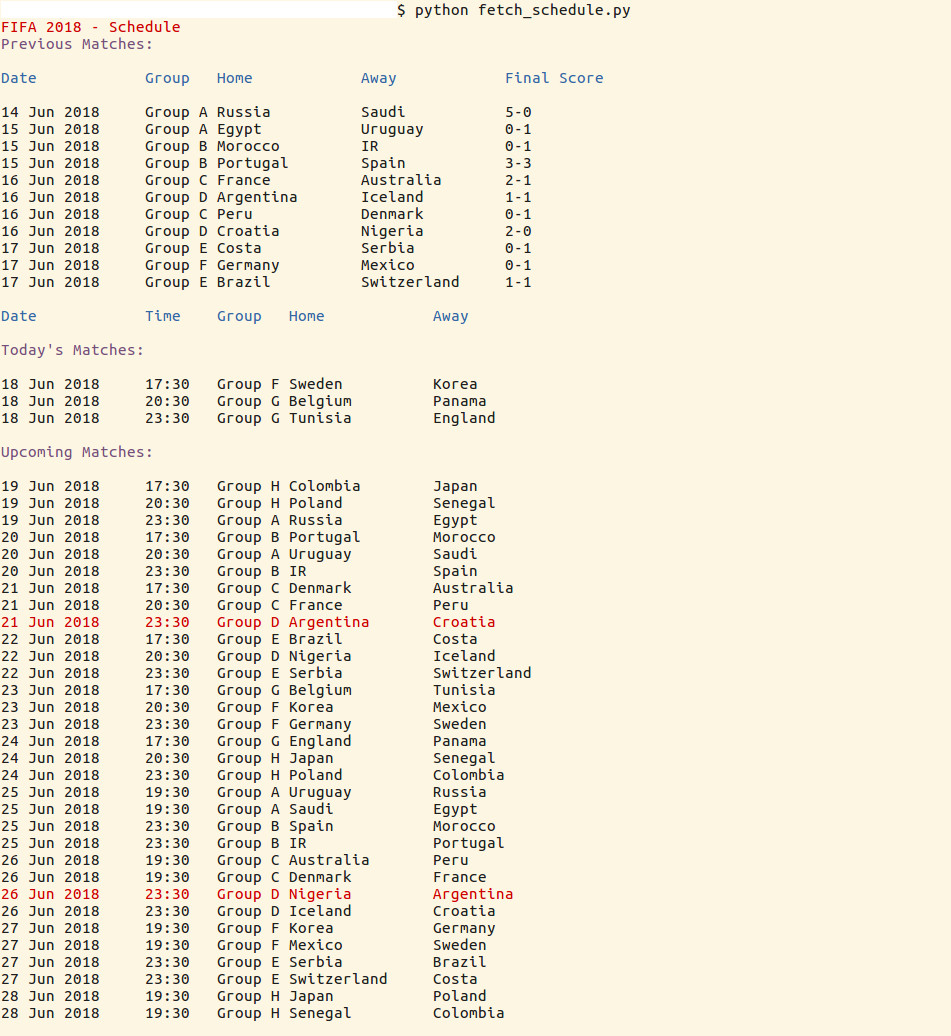 $ python fetch_schedule.py
FIFA 2018 - Schedule
Previous Matches:
Date Group Home Away Final Score
14 Jun 2018 Group A Russia Saudi 5-0
15 Jun 2018 Group A Egypt Uruguay 0-1
15 Jun 2018 Group B Morocco IR 0-1
15 Jun 2018 Group B Portugal Spain 3-3
16 Jun 2018 Group C France Australia 2-1
16 Jun 2018 Group D Argentina Iceland 1-1
16 Jun 2018 Group C Peru Denmark 0-1
16 Jun 2018 Group D Croatia Nigeria 2-0
17 Jun 2018 Group E Costa Serbia 0-1
17 Jun 2018 Group F Germany Mexico 0-1
17 Jun 2018 Group E Brazil Switzerland 1-1
Date Time Group Home Away
Today's Matches:
18 Jun 2018 17:30 Group F Sweden Korea
18 Jun 2018 20:30 Group G Belgium Panama
18 Jun 2018 23:30 Group G Tunisia England
Upcoming Matches:
19 Jun 2018 17:30 Group H Colombia Japan
19 Jun 2018 20:30 Group H Poland Senegal
19 Jun 2018 23:30 Group A Russia Egypt
20 Jun 2018 17:30 Group B Portugal Morocco
20 Jun 2018 20:30 Group A Uruguay Saudi
20 Jun 2018 23:30 Group B IR Spain
21 Jun 2018 17:30 Group C Denmark Australia
21 Jun 2018 20:30 Group C France Peru
21 Jun 2018 23:30 Group D Argentina Croatia
22 Jun 2018 17:30 Group E Brazil Costa
22 Jun 2018 20:30 Group D Nigeria Iceland
22 Jun 2018 23:30 Group E Serbia Switzerland
23 Jun 2018 17:30 Group G Belgium Tunisia
23 Jun 2018 20:30 Group F Korea Mexico
23 Jun 2018 23:30 Group F Germany Sweden
24 Jun 2018 17:30 Group G England Panama
24 Jun 2018 20:30 Group H Japan Senegal
24 Jun 2018 23:30 Group H Poland Colombia
25 Jun 2018 19:30 Group A Uruguay Russia
25 Jun 2018 19:30 Group A Saudi Egypt
25 Jun 2018 23:30 Group B Spain Morocco
25 Jun 2018 23:30 Group B IR Portugal
26 Jun 2018 19:30 Group C Australia Peru
26 Jun 2018 19:30 Group C Denmark France
26 Jun 2018 23:30 Group D Nigeria Argentina
26 Jun 2018 23:30 Group D Iceland Croatia
27 Jun 2018 19:30 Group F Korea Germany
27 Jun 2018 19:30 Group F Mexico Sweden
27 Jun 2018 23:30 Group E Serbia Brazil
27 Jun 2018 23:30 Group E Switzerland Costa
28 Jun 2018 19:30 Group H Japan Poland
28 Jun 2018 19:30 Group H Senegal Colombia